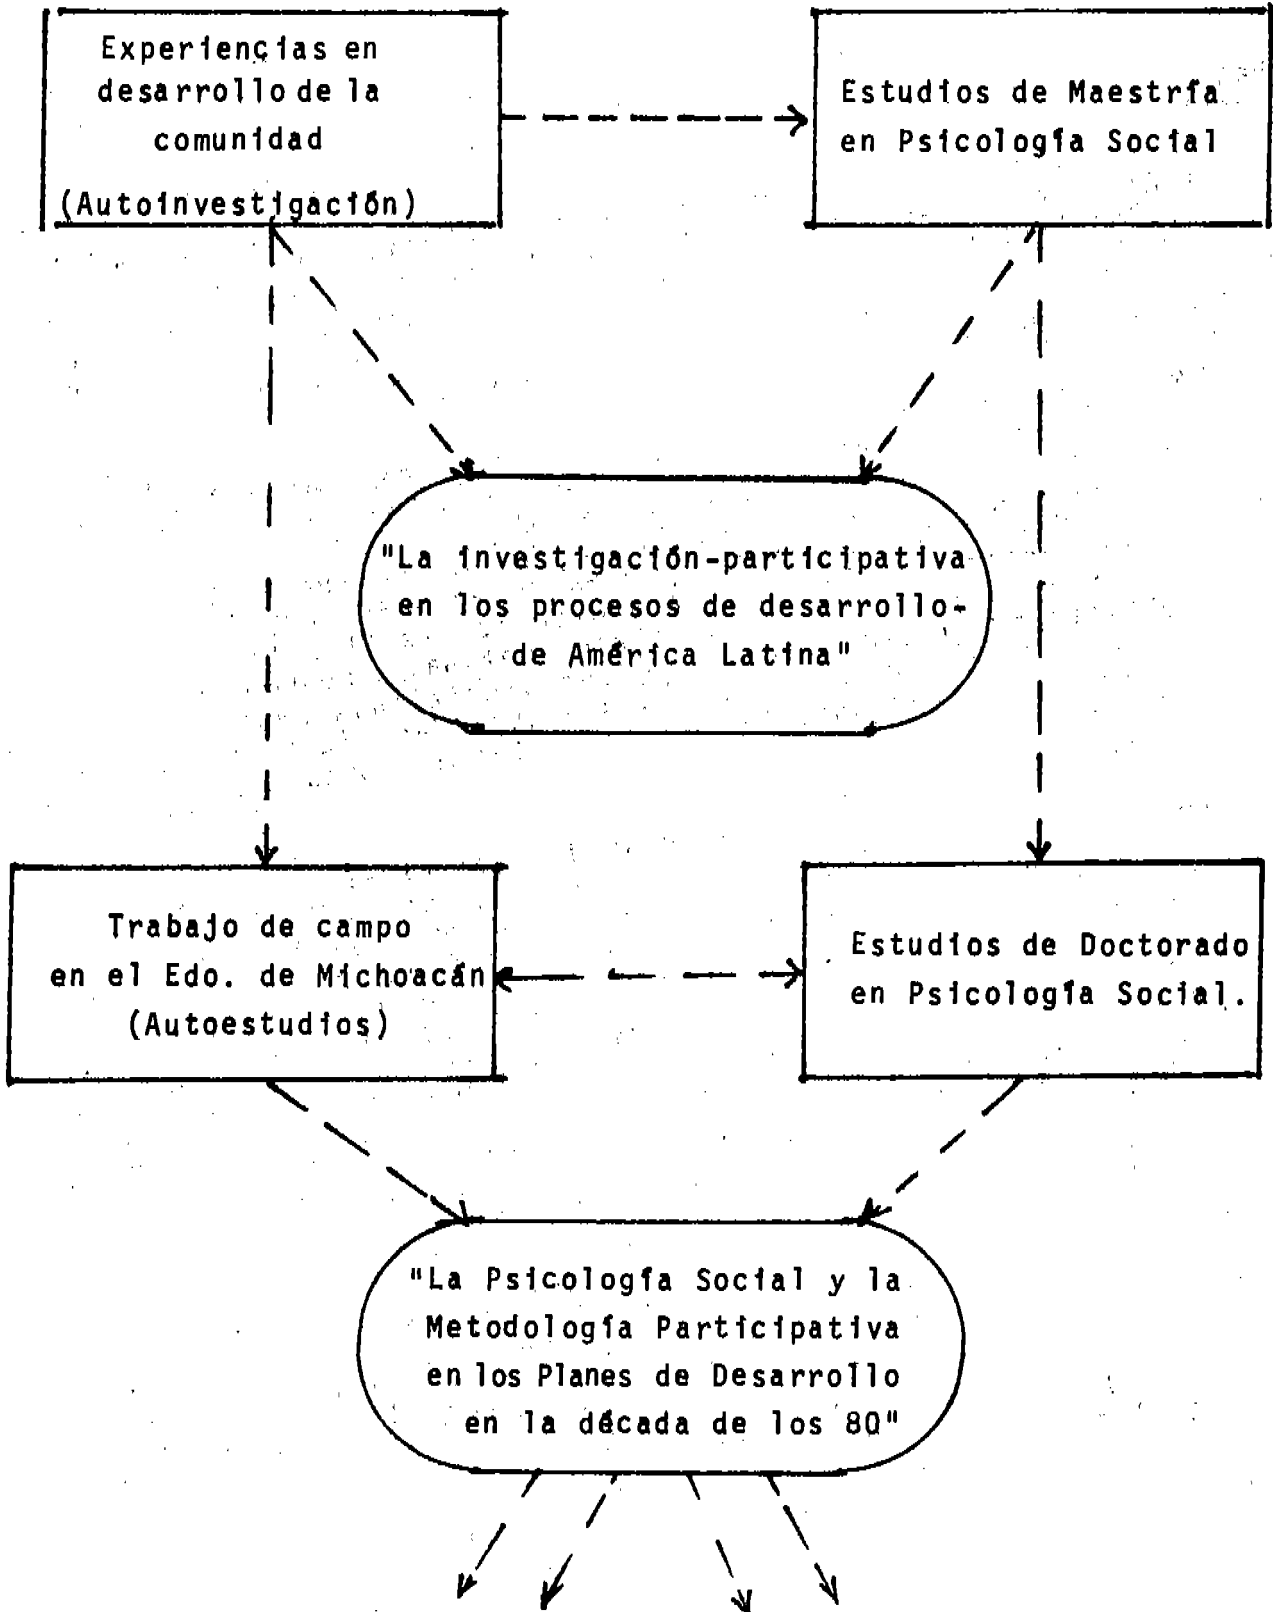 Experiencias en
desarrollo de la
comunidad
(Autoinvestigación)
Estudios de Maestría
en Psicología Social
"La investigación-participativa
en los procesos de desarrollo-
de América Latina"
Trabajo de campo
en el Edo. de Michoacán
(Autoestudios)
Estudios de Doctorado
en Psicología Social.
"La Psicología Social y la
Metodología Participativa
en los Planes de Desarrollo
en la década de los 80"